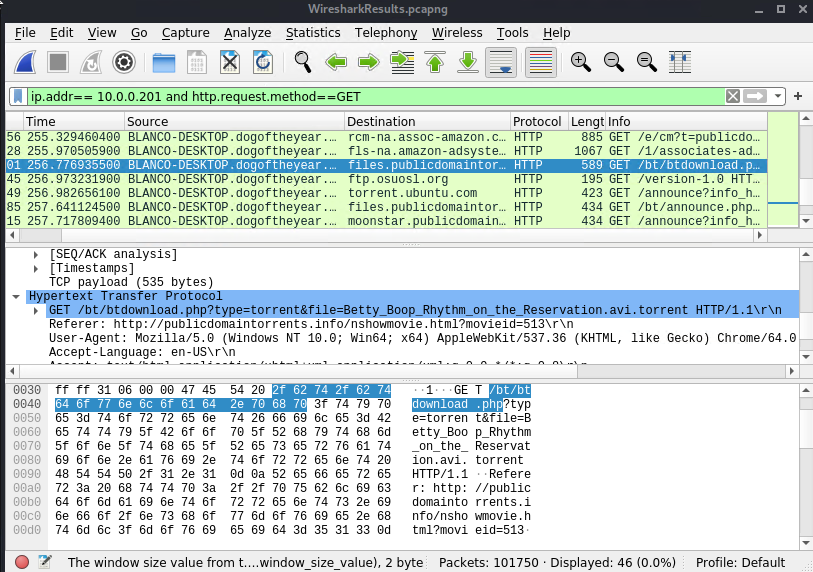 WiresharkResults.pcapng
File Edit View Go Capture Analyze Statistics Telephony Wireless Tools Help
ip.addr== 10.0.0.201 and http.request.method==GET
Time Source Destination Protocol Lengt Info
56 255.329460400 BLANCO-DESKTOP.dogoftheyear.… rcm-na.assoc-amazon.c… HTTP 885 GET /e/cm?t=publicdo…
28 255.970505900 BLANCO-DESKTOP.dogoftheyear.… fls-na.amazon-adsyste… HTTP 1067 GET /1/associates-ad…
01 256.776935500 BLANCO-DESKTOP.dogoftheyear.… files.publicdomaintor… HTTP 589 GET /bt/btdownload.p…
45 256.973231900 BLANCO-DESKTOP.dogoftheyear.… ftp.osuosl.org HTTP 195 GET /version-1.0 HTT…
49 256.982656100 BLANCO-DESKTOP.dogoftheyear.… torrent.ubuntu.com HTTP 423 GET /announce?info_h…
85 257.641124500 BLANCO-DESKTOP.dogoftheyear.… files.publicdomaintor… HTTP 434 GET /bt/announce.php…
15 257.717809400 BLANCO-DESKTOP.dogoftheyear.… moonstar.publicdomain… HTTP 434 GET /announce?info_h…
[SEQ/ACK analysis]
[Timestamps]
TCP payload (535 bytes)
Hypertext Transfer Protocol
GET /bt/btdownload.php?type=torrent&file=Betty_Boop_Rhythm_on_the_Reservation.avi.torrent HTTP/1.1\r\n
Referer: http://publicdomaintorrents.info/nshowmovie.html?movieid=513\r\n
User-Agent: Mozilla/5.0 (Windows NT 10.0; Win64; x64) AppleWebKit/537.36 (KHTML, like Gecko) Chrome/64.0
Accept-Language: en-US\r\n
0030 ff ff 31 06 00 00 47 45 54 20 2f 62 74 2f 62 74 ··1···GE T /bt/bt
0040 64 6f 77 6e 6c 6f 61 64 2e 70 68 70 3f 74 79 70 download .php?typ
0050 65 3d 74 6f 72 72 65 6e 74 26 66 69 6c 65 3d 42 e=torren t&file=B
0060 65 74 74 79 5f 42 6f 6f 70 5f 52 68 79 74 68 6d etty_Boo p_Rhythm
0070 5f 6f 6e 5f 74 68 65 5f 52 65 73 65 72 76 61 74 _on_the_ Reservat
0080 69 6f 6e 2e 61 76 69 2e 74 6f 72 72 65 6e 74 20 ion.avi. torrent
0090 48 54 54 50 2f 31 2e 31 0d 0a 52 65 66 65 72 65 HTTP/1.1 ··Refere
00a0 72 3a 20 68 74 74 70 3a 2f 2f 70 75 62 6c 69 63 r: http: //public
00b0 64 6f 6d 61 69 6e 74 6f 72 72 65 6e 74 73 2e 69 domainto rrents.i
00c0 6e 66 6f 2f 6e 73 68 6f 77 6d 6f 76 69 65 2e 68 nfo/nsho wmovie.h
00d0 74 6d 6c 3f 6d 6f 76 69 65 69 64 3d 35 31 33 0d tml?movi eid=513·
The window size value from t….window_size_value), 2 byte Packets: 101750 · Displayed: 46 (0.0%) Profile: Default